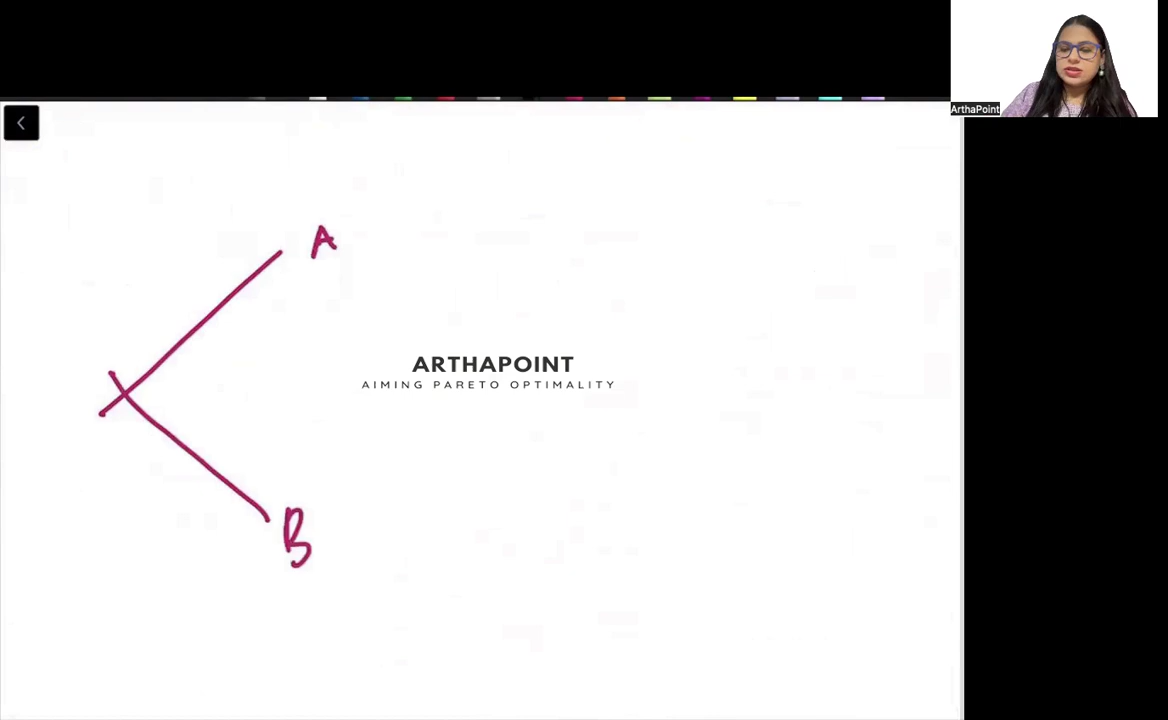 ArthaPoint
A
ARTHAPOINT
AIMING PARETO OPTIMALITY
B